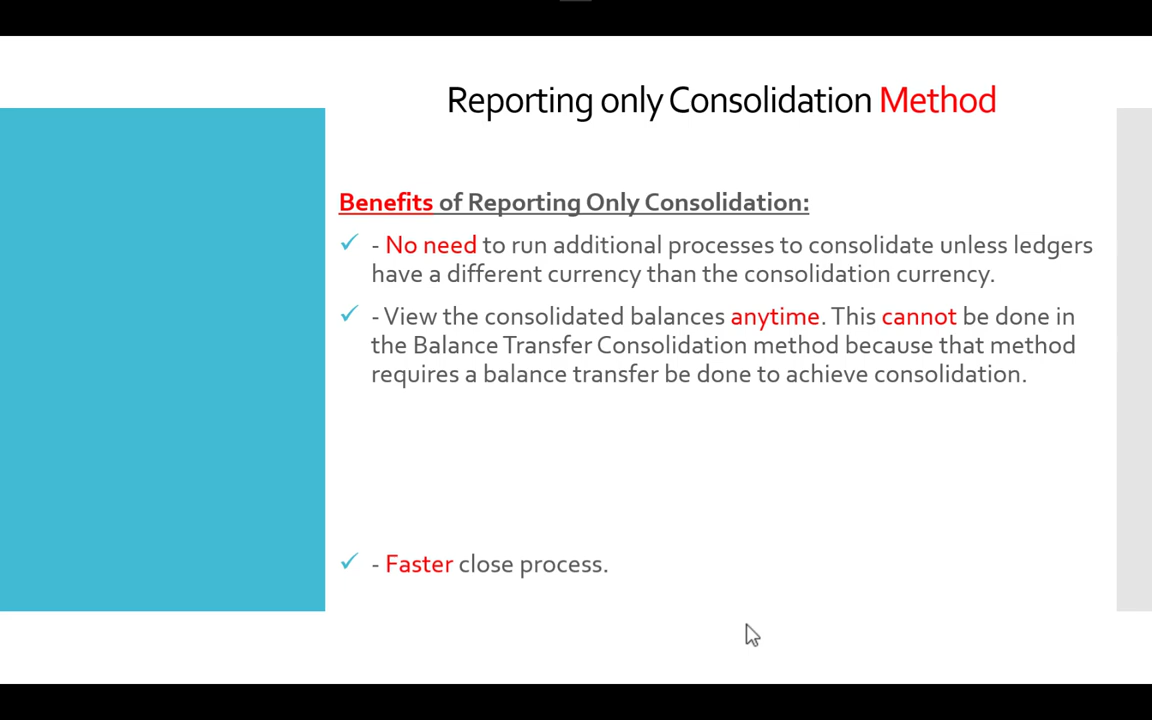 Reporting only Consolidation Method
Benefits of Reporting Only Consolidation:
✓ - No need to run additional processes to consolidate unless ledgers
have a different currency than the consolidation currency.
✓ - View the consolidated balances anytime. This cannot be done in
the Balance Transfer Consolidation method because that method
requires a balance transfer be done to achieve consolidation.
✓ - Faster close process.